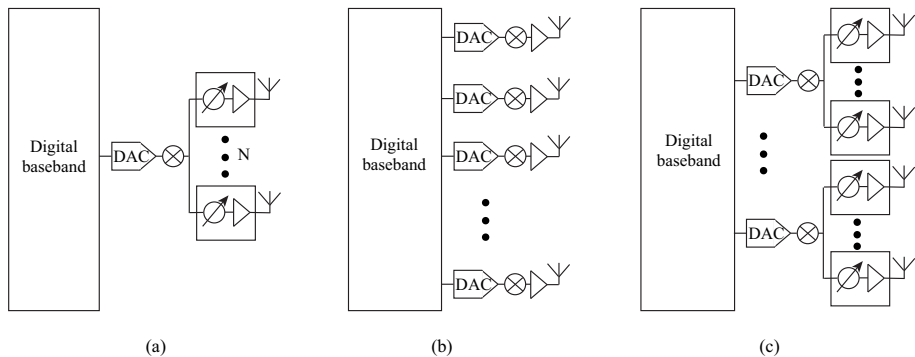 Digital
baseband
DAC
N
(a)
Digital
baseband
DAC
DAC
DAC
DAC
(b)
Digital
baseband
DAC
DAC
(c)